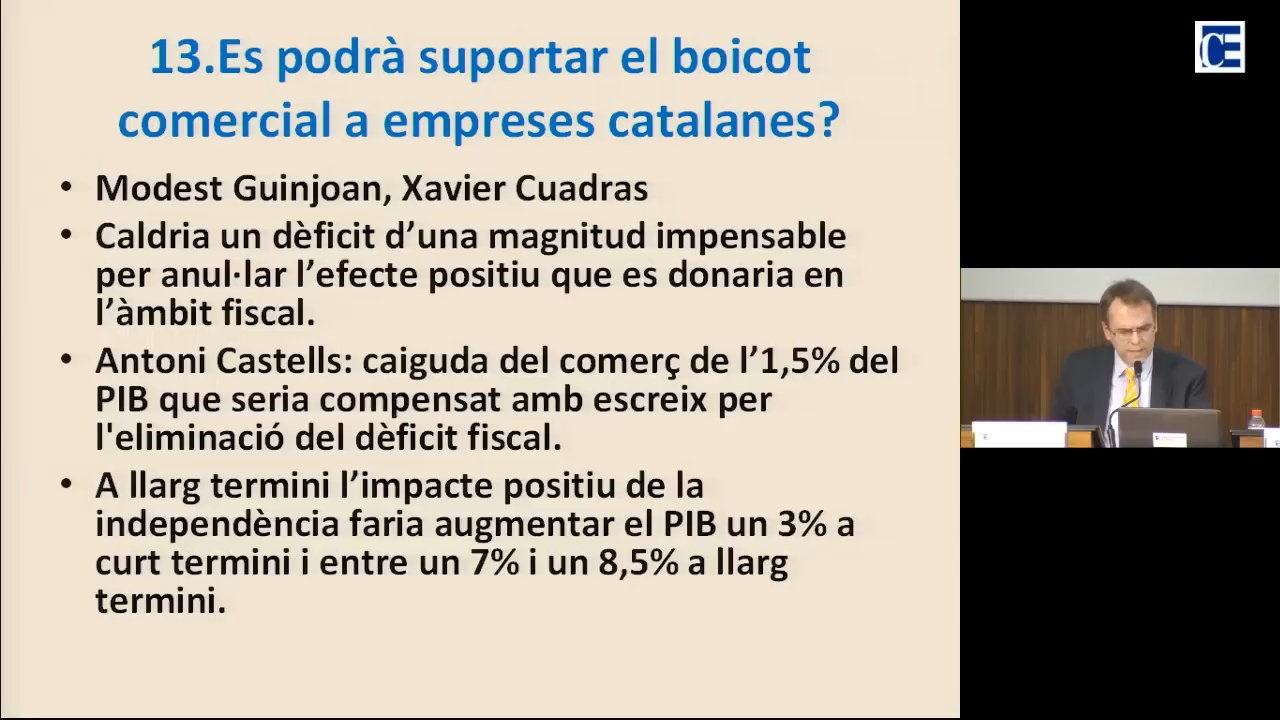 13.Es podrà suportar el boicot
comercial a empreses catalanes?
• Modest Guinjoan, Xavier Cuadras
• Caldria un dèficit d’una magnitud impensable
per anul·lar l’efecte positiu que es donaria en
l’àmbit fiscal.
• Antoni Castells: caiguda del comerç de l’1,5% del
PIB que seria compensat amb escreix per
l'eliminació del dèficit fiscal.
• A llarg termini l’impacte positiu de la
independència faria augmentar el PIB un 3% a
curt termini i entre un 7% i un 8,5% a llarg
termini.
CE